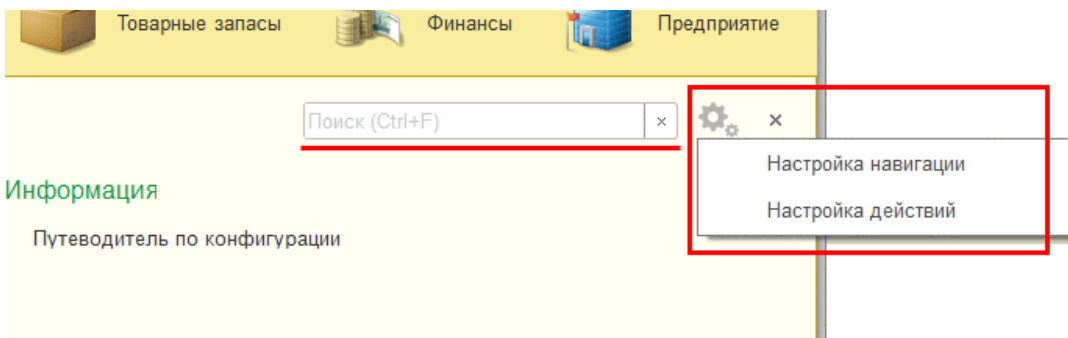 Товарные запасы Финансы Предприятие
Поиск (Ctrl+F)
Настройка навигации
Информация
Настройка действий
Путеводитель по конфигурации